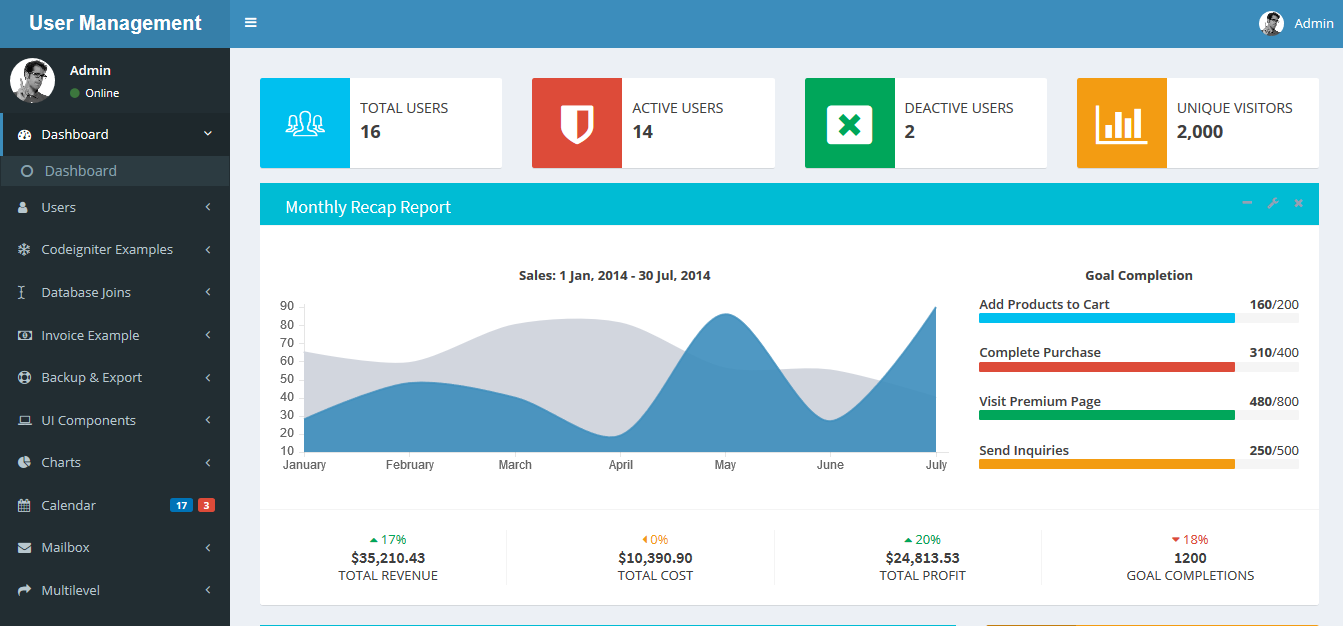 User Management
Admin
Admin
Online
Dashboard
Dashboard
Users
Codeigniter Examples
Database Joins
Invoice Example
Backup & Export
UI Components
Charts
Calendar 17 3
Mailbox
Multilevel
TOTAL USERS
16
ACTIVE USERS
14
DEACTIVE USERS
2
UNIQUE VISITORS
2,000
Monthly Recap Report
Sales: 1 Jan, 2014 - 30 Jul, 2014
90
80
70
60
50
40
30
20
10
January February March April May June July
Goal Completion
Add Products to Cart 160/200
Complete Purchase 310/400
Visit Premium Page 480/800
Send Inquiries 250/500
17%
$35,210.43
TOTAL REVENUE
0%
$10,390.90
TOTAL COST
20%
$24,813.53
TOTAL PROFIT
18%
1200
GOAL COMPLETIONS